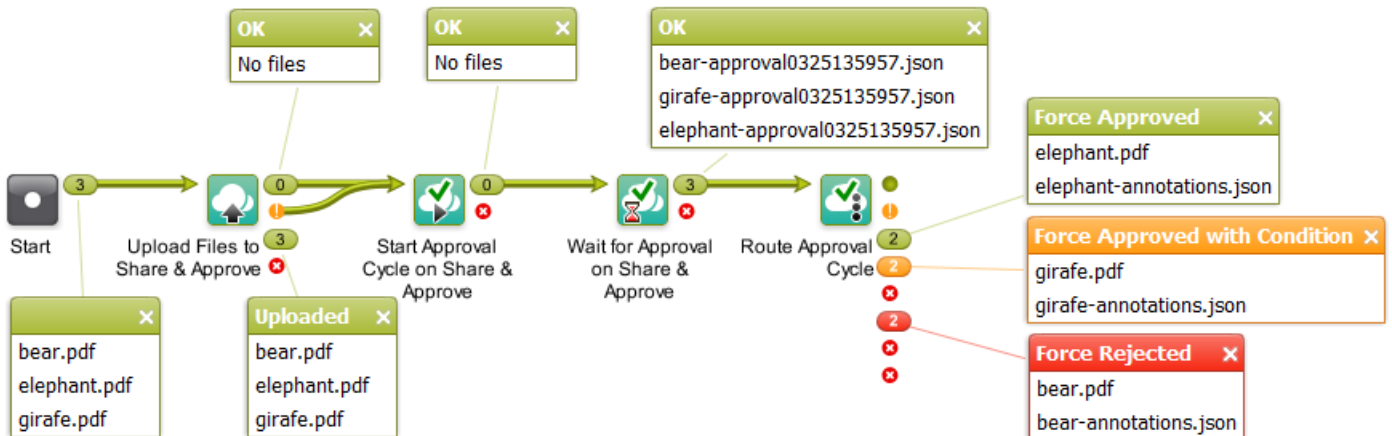 OK
No files
OK
No files
OK
bear-approval0325135957.json
girafe-approval0325135957.json
elephant-approval0325135957.json
Force Approved
elephant.pdf
elephant-annotations.json
3
0
0
3
Start
Upload Files to
Share & Approve
3
Start Approval
Cycle on Share &
Approve
Wait for Approval
on Share &
Approve
Route Approval
Cycle
2
2
2
Force Approved with Condition
girafe.pdf
girafe-annotations.json
bear.pdf
elephant.pdf
girafe.pdf
Uploaded
bear.pdf
elephant.pdf
girafe.pdf
Force Rejected
bear.pdf
bear-annotations.json